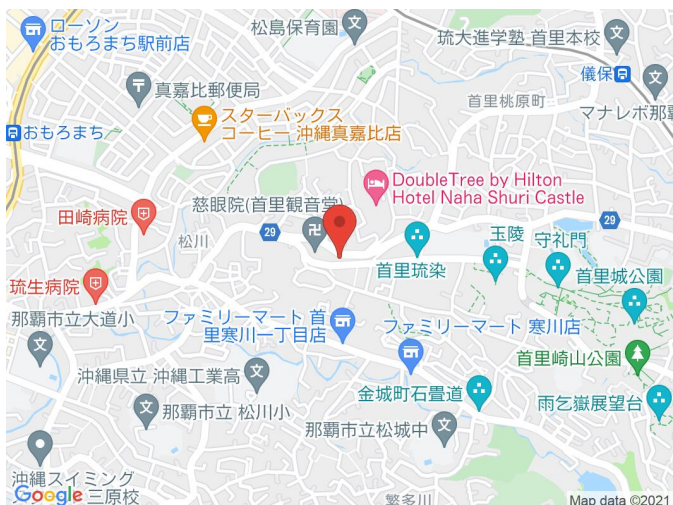 ローソン
おもろまち駅前店
松島保育園
琉大進学塾 首里本校
儀保
真嘉比郵便局
首里桃原町
マナレボ那覇
スターバックス
コーヒー 沖縄真嘉比店
おもろまち
DoubleTree by Hilton
Hotel Naha Shuri Castle
慈眼院(首里観音堂)
田崎病院
松川
29
29
玉陵
守礼門
首里琉染
首里城公園
琉生病院
那覇市立大道小
ファミリーマート 首
里寒川一丁目店
ファミリーマート 寒川店
首里崎山公園
沖縄県立 沖縄工業高
金城町石畳道
雨乞嶽展望台
那覇市立 松川小
那覇市立松城中
沖縄スイミング
三原校
繁多川
Google
Map data ©2021